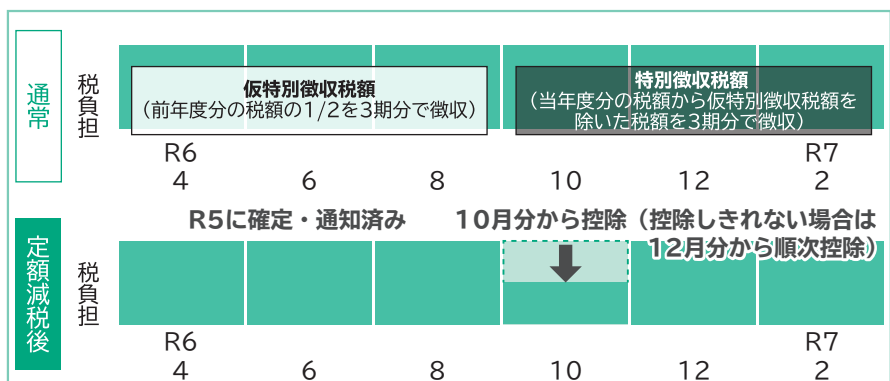 通常
税負担
仮特別徴収税額
（前年度分の税額の1/2を3期分で徴収）
特別徴収税額
（当年度分の税額から仮特別徴収税額を
除いた税額を3期分で徴収）
R6
4
6
8
10
12
R7
2
定額減税後
税負担
R5に確定・通知済み
10月分から控除（控除しきれない場合は
12月分から順次控除）
R6
4
6
8
10
12
R7
2